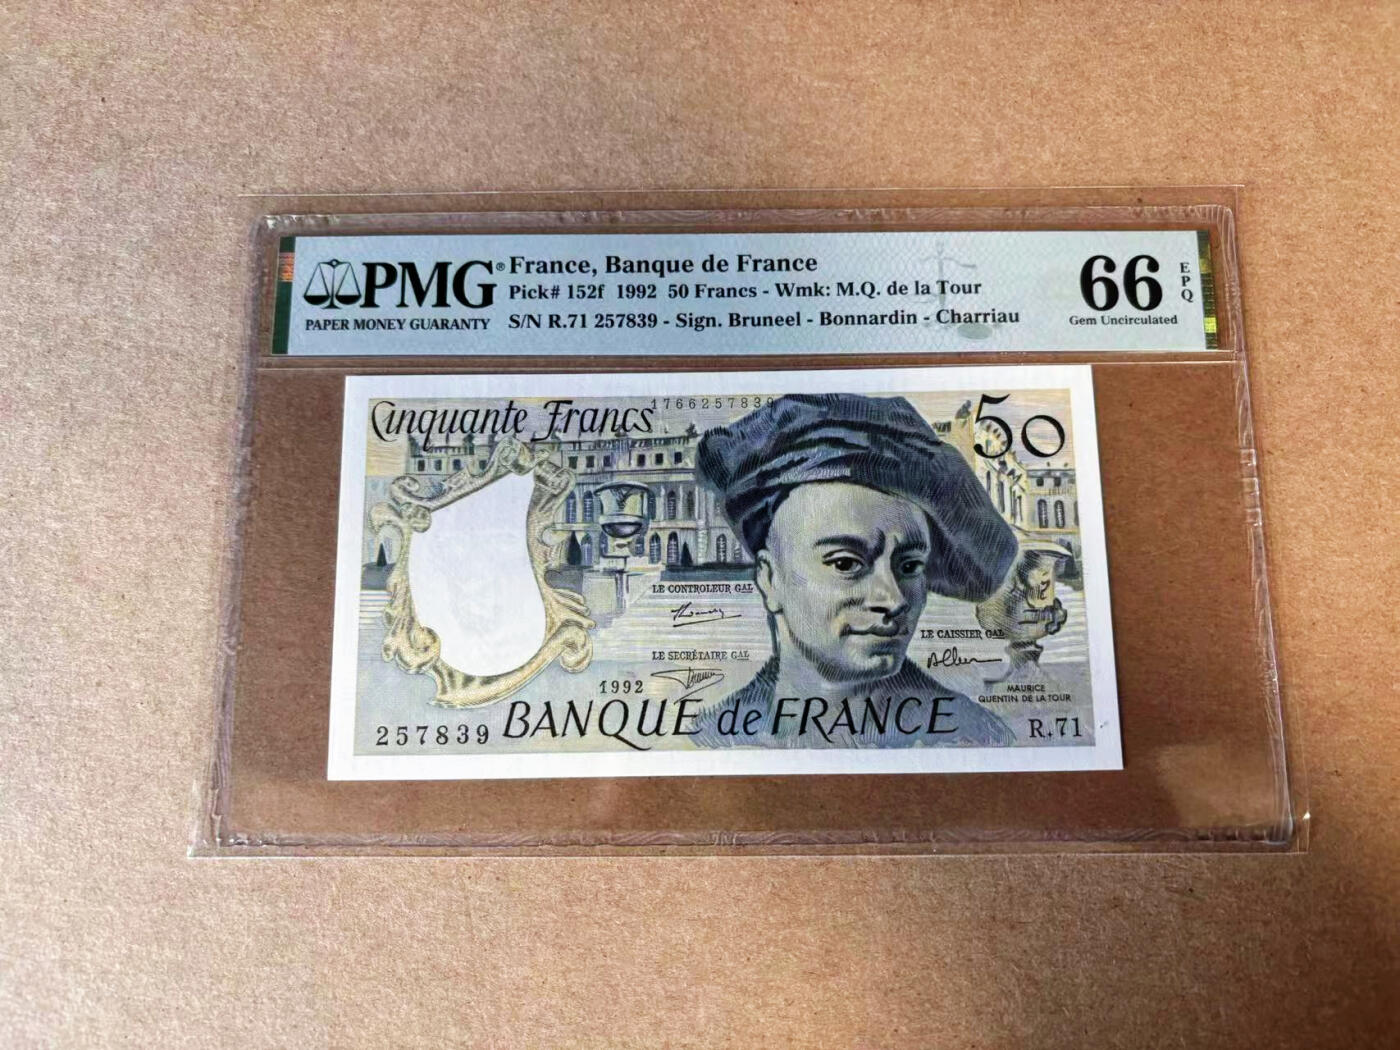 PMG®
PAPER MONEY GUARANTY
France, Banque de France
Pick# 152f 1992 50 Francs - Wmk: M.Q. de la Tour
S/N R.71 257839 - Sign. Bruneel - Bonnardin - Charriau
66
EPQ
Gem Uncirculated
Cinquante Francs
1766257839
50
LE CONTROLEUR GAL
LE CAISSIER GAL
LE SECRÉTAIRE GAL
MAURICE
QUENTIN DE LA TOUR
1992
257839
BANQUE de FRANCE
R.71